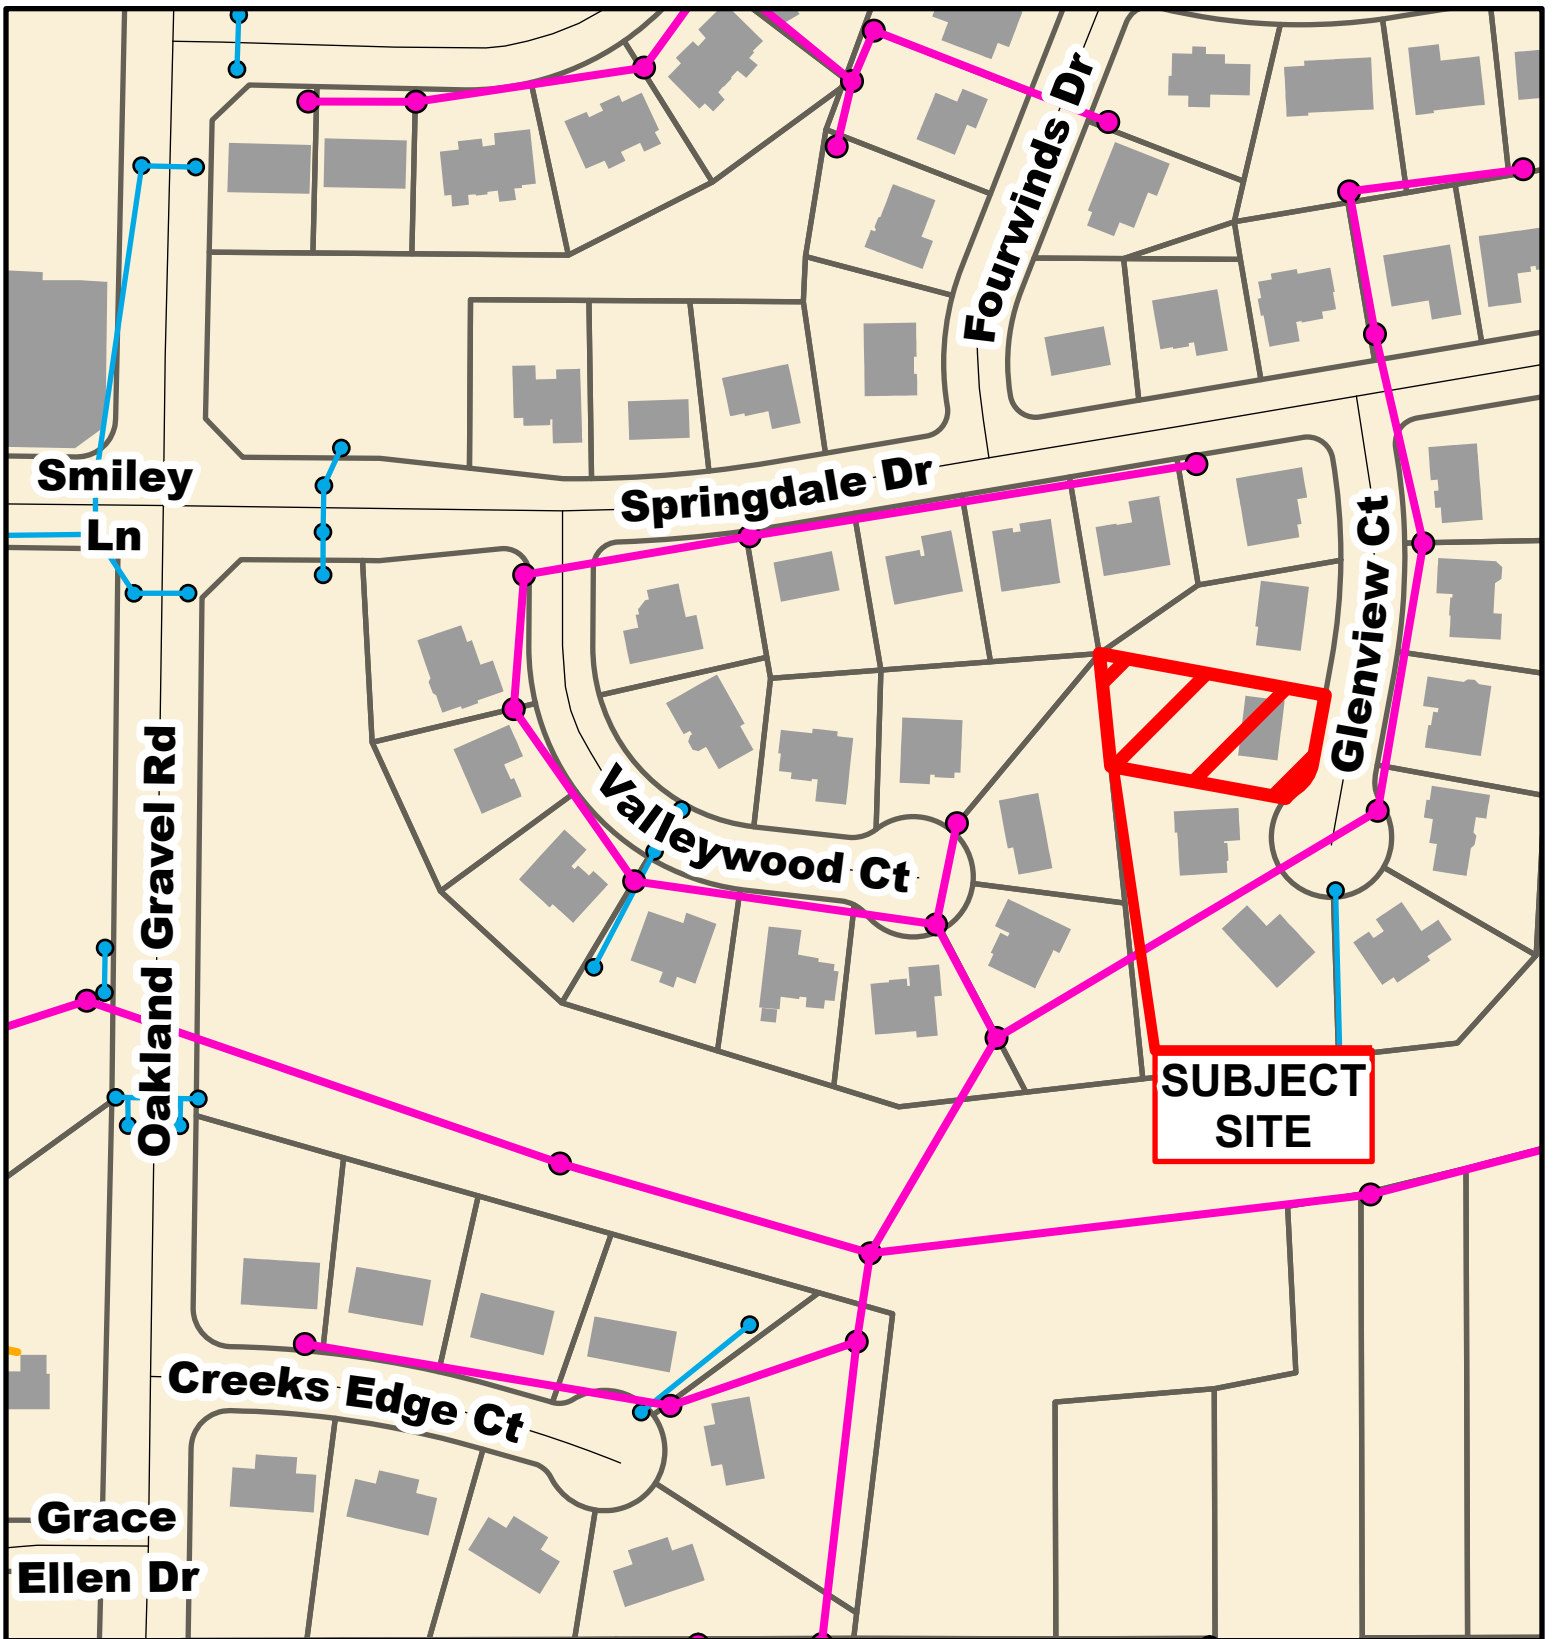 Fourwinds Dr
Smiley
Ln
Springdale Dr
Glenview Ct
Valleywood Ct
Oakland Gravel Rd
SUBJECT
SITE
Creeks Edge Ct
Grace
Ellen Dr